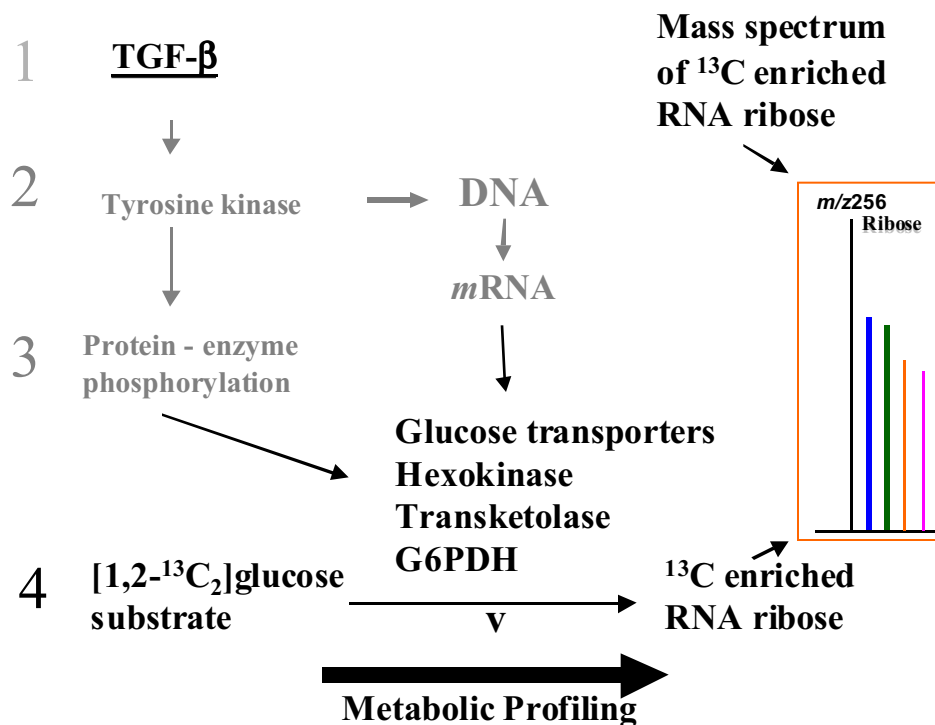 1
TGF-β
2
Tyrosine kinase
DNA
mRNA
3
Protein - enzyme
phosphorylation
Glucose transporters
Hexokinase
Transketolase
G6PDH
4
[1,2-¹³C₂]glucose
substrate
v
¹³C enriched
RNA ribose
Metabolic Profiling
Mass spectrum
of ¹³C enriched
RNA ribose
m/z256
Ribose